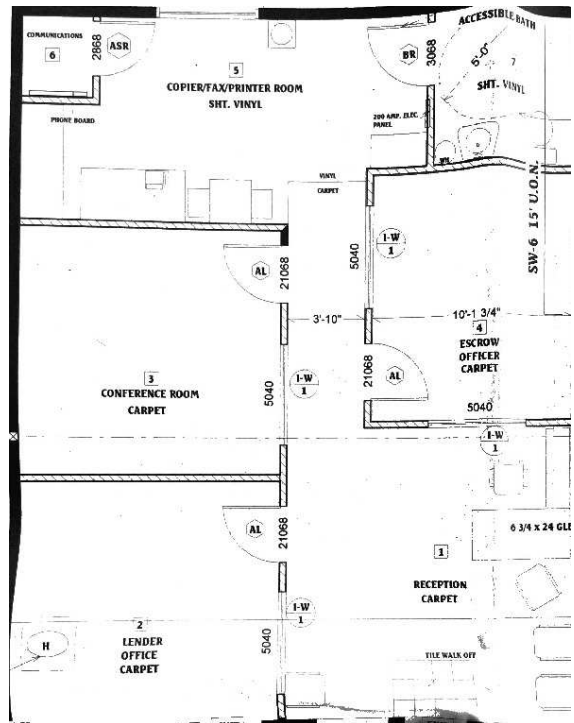 COMMUNICATIONS
6
2868
ASR
5
COPIER/FAX/PRINTER ROOM
SHT. VINYL
BR
3068
ACCESSIBLE BATH
5'-0"
7
SHT. VINYL
PHONE BOARD
200 AMP. ELEC.
PANEL
VINYL
CARPET
SW-6 15' U.O.N.
I-W
1
5040
AL
21068
3'-10"
10'-1 3/4"
4
ESCROW
OFFICER
CARPET
3
CONFERENCE ROOM
CARPET
5040
I-W
1
21068
AL
5040
I-W
1
AL
21068
6 3/4 x 24 GLB
1
RECEPTION
CARPET
2
LENDER
OFFICE
CARPET
H
I-W
1
5040
TILE WALK OFF